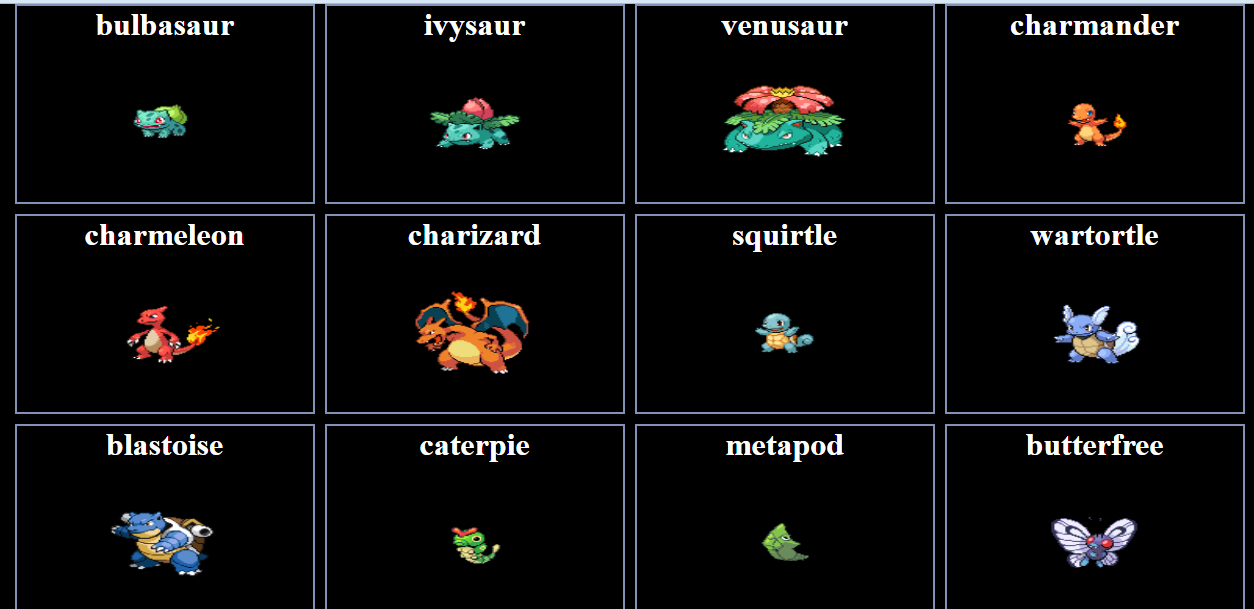 bulbasaur ivysaur venusaur charmander
charmeleon charizard squirtle wartortle
blastoise caterpie metapod butterfree